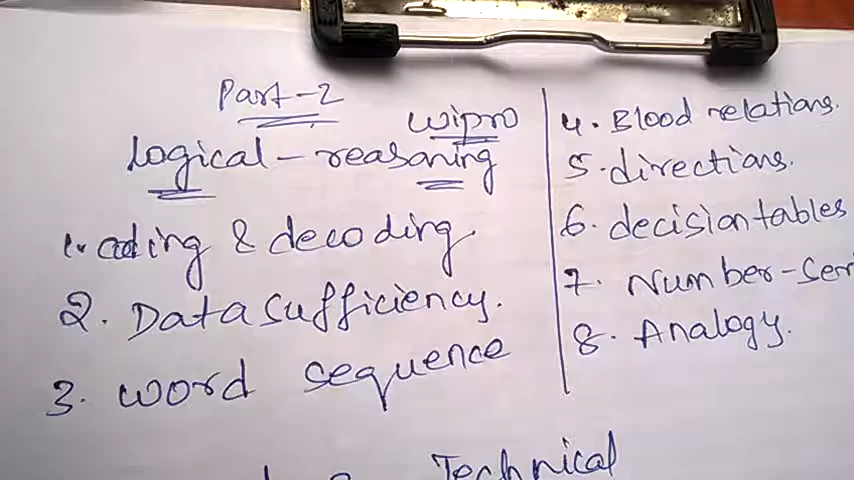 Part-2
wipro
Logical-reasoning
1. coding & decoding.
2. Data sufficiency.
3. word sequence
4. Blood relations.
5. directions.
6. decision tables
7. Number-seri
8. Analogy.
Technical